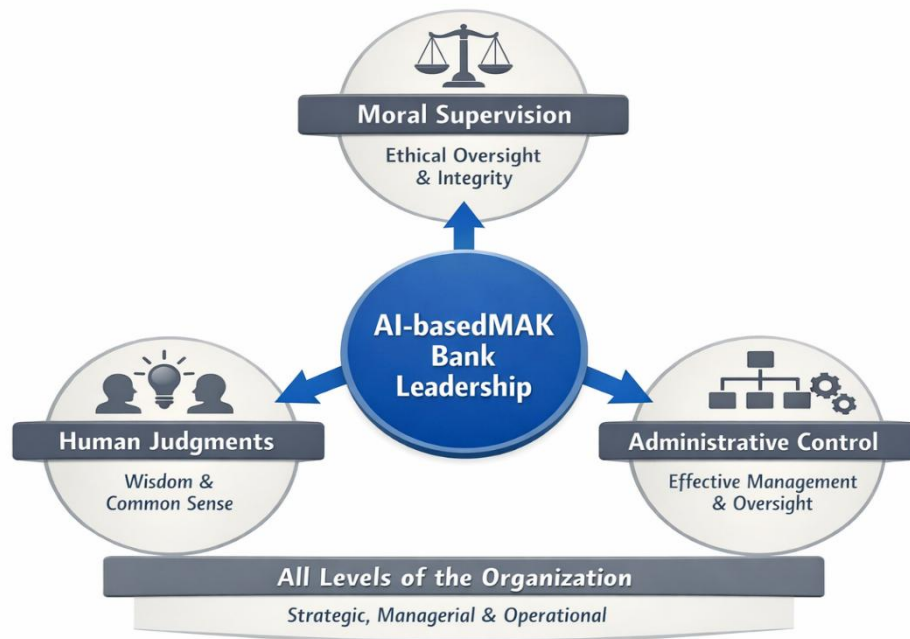 Moral Supervision
Ethical Oversight
& Integrity
AI-basedMAK
Bank
Leadership
Human Judgments
Wisdom &
Common Sense
Administrative Control
Effective Management
& Oversight
All Levels of the Organization
Strategic, Managerial & Operational